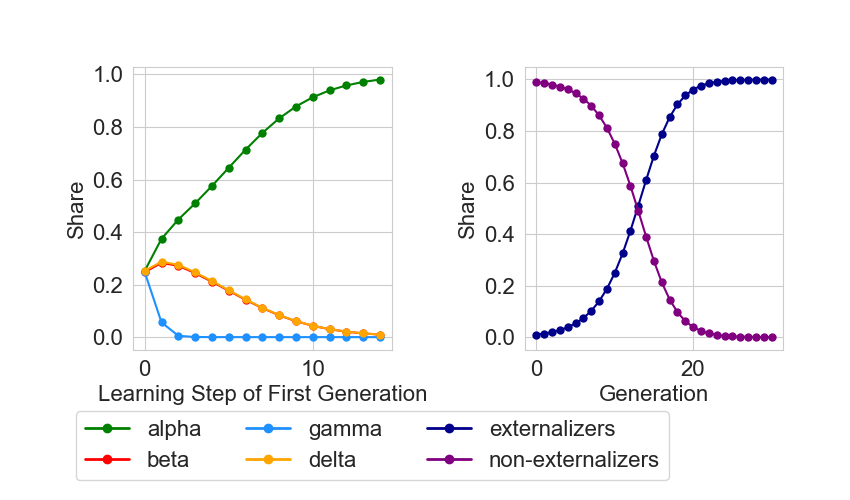 1.0
0.8
0.6
0.4
0.2
0.0
Share
0 10
Learning Step of First Generation
1.0
0.8
0.6
0.4
0.2
0.0
Share
0 20
Generation
alpha
beta
gamma
delta
externalizers
non-externalizers